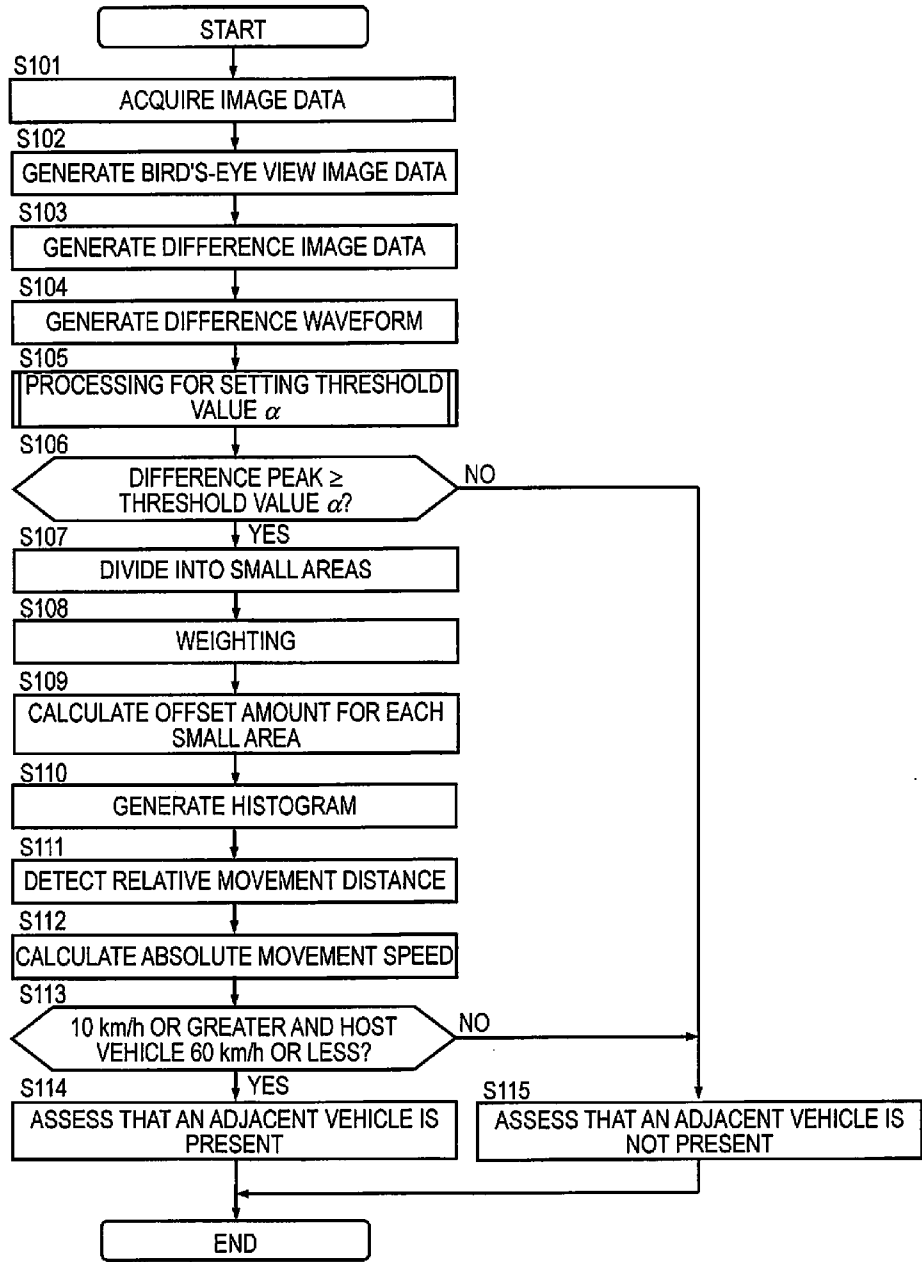 START
S101
ACQUIRE IMAGE DATA
S102
GENERATE BIRD'S-EYE VIEW IMAGE DATA
S103
GENERATE DIFFERENCE IMAGE DATA
S104
GENERATE DIFFERENCE WAVEFORM
S105
PROCESSING FOR SETTING THRESHOLD
VALUE α
S106
DIFFERENCE PEAK ≥
THRESHOLD VALUE α?
NO
YES
S107
DIVIDE INTO SMALL AREAS
S108
WEIGHTING
S109
CALCULATE OFFSET AMOUNT FOR EACH
SMALL AREA
S110
GENERATE HISTOGRAM
S111
DETECT RELATIVE MOVEMENT DISTANCE
S112
CALCULATE ABSOLUTE MOVEMENT SPEED
S113
10 km/h OR GREATER AND HOST
VEHICLE 60 km/h OR LESS?
NO
YES
S114
ASSESS THAT AN ADJACENT VEHICLE IS
PRESENT
S115
ASSESS THAT AN ADJACENT VEHICLE IS
NOT PRESENT
END